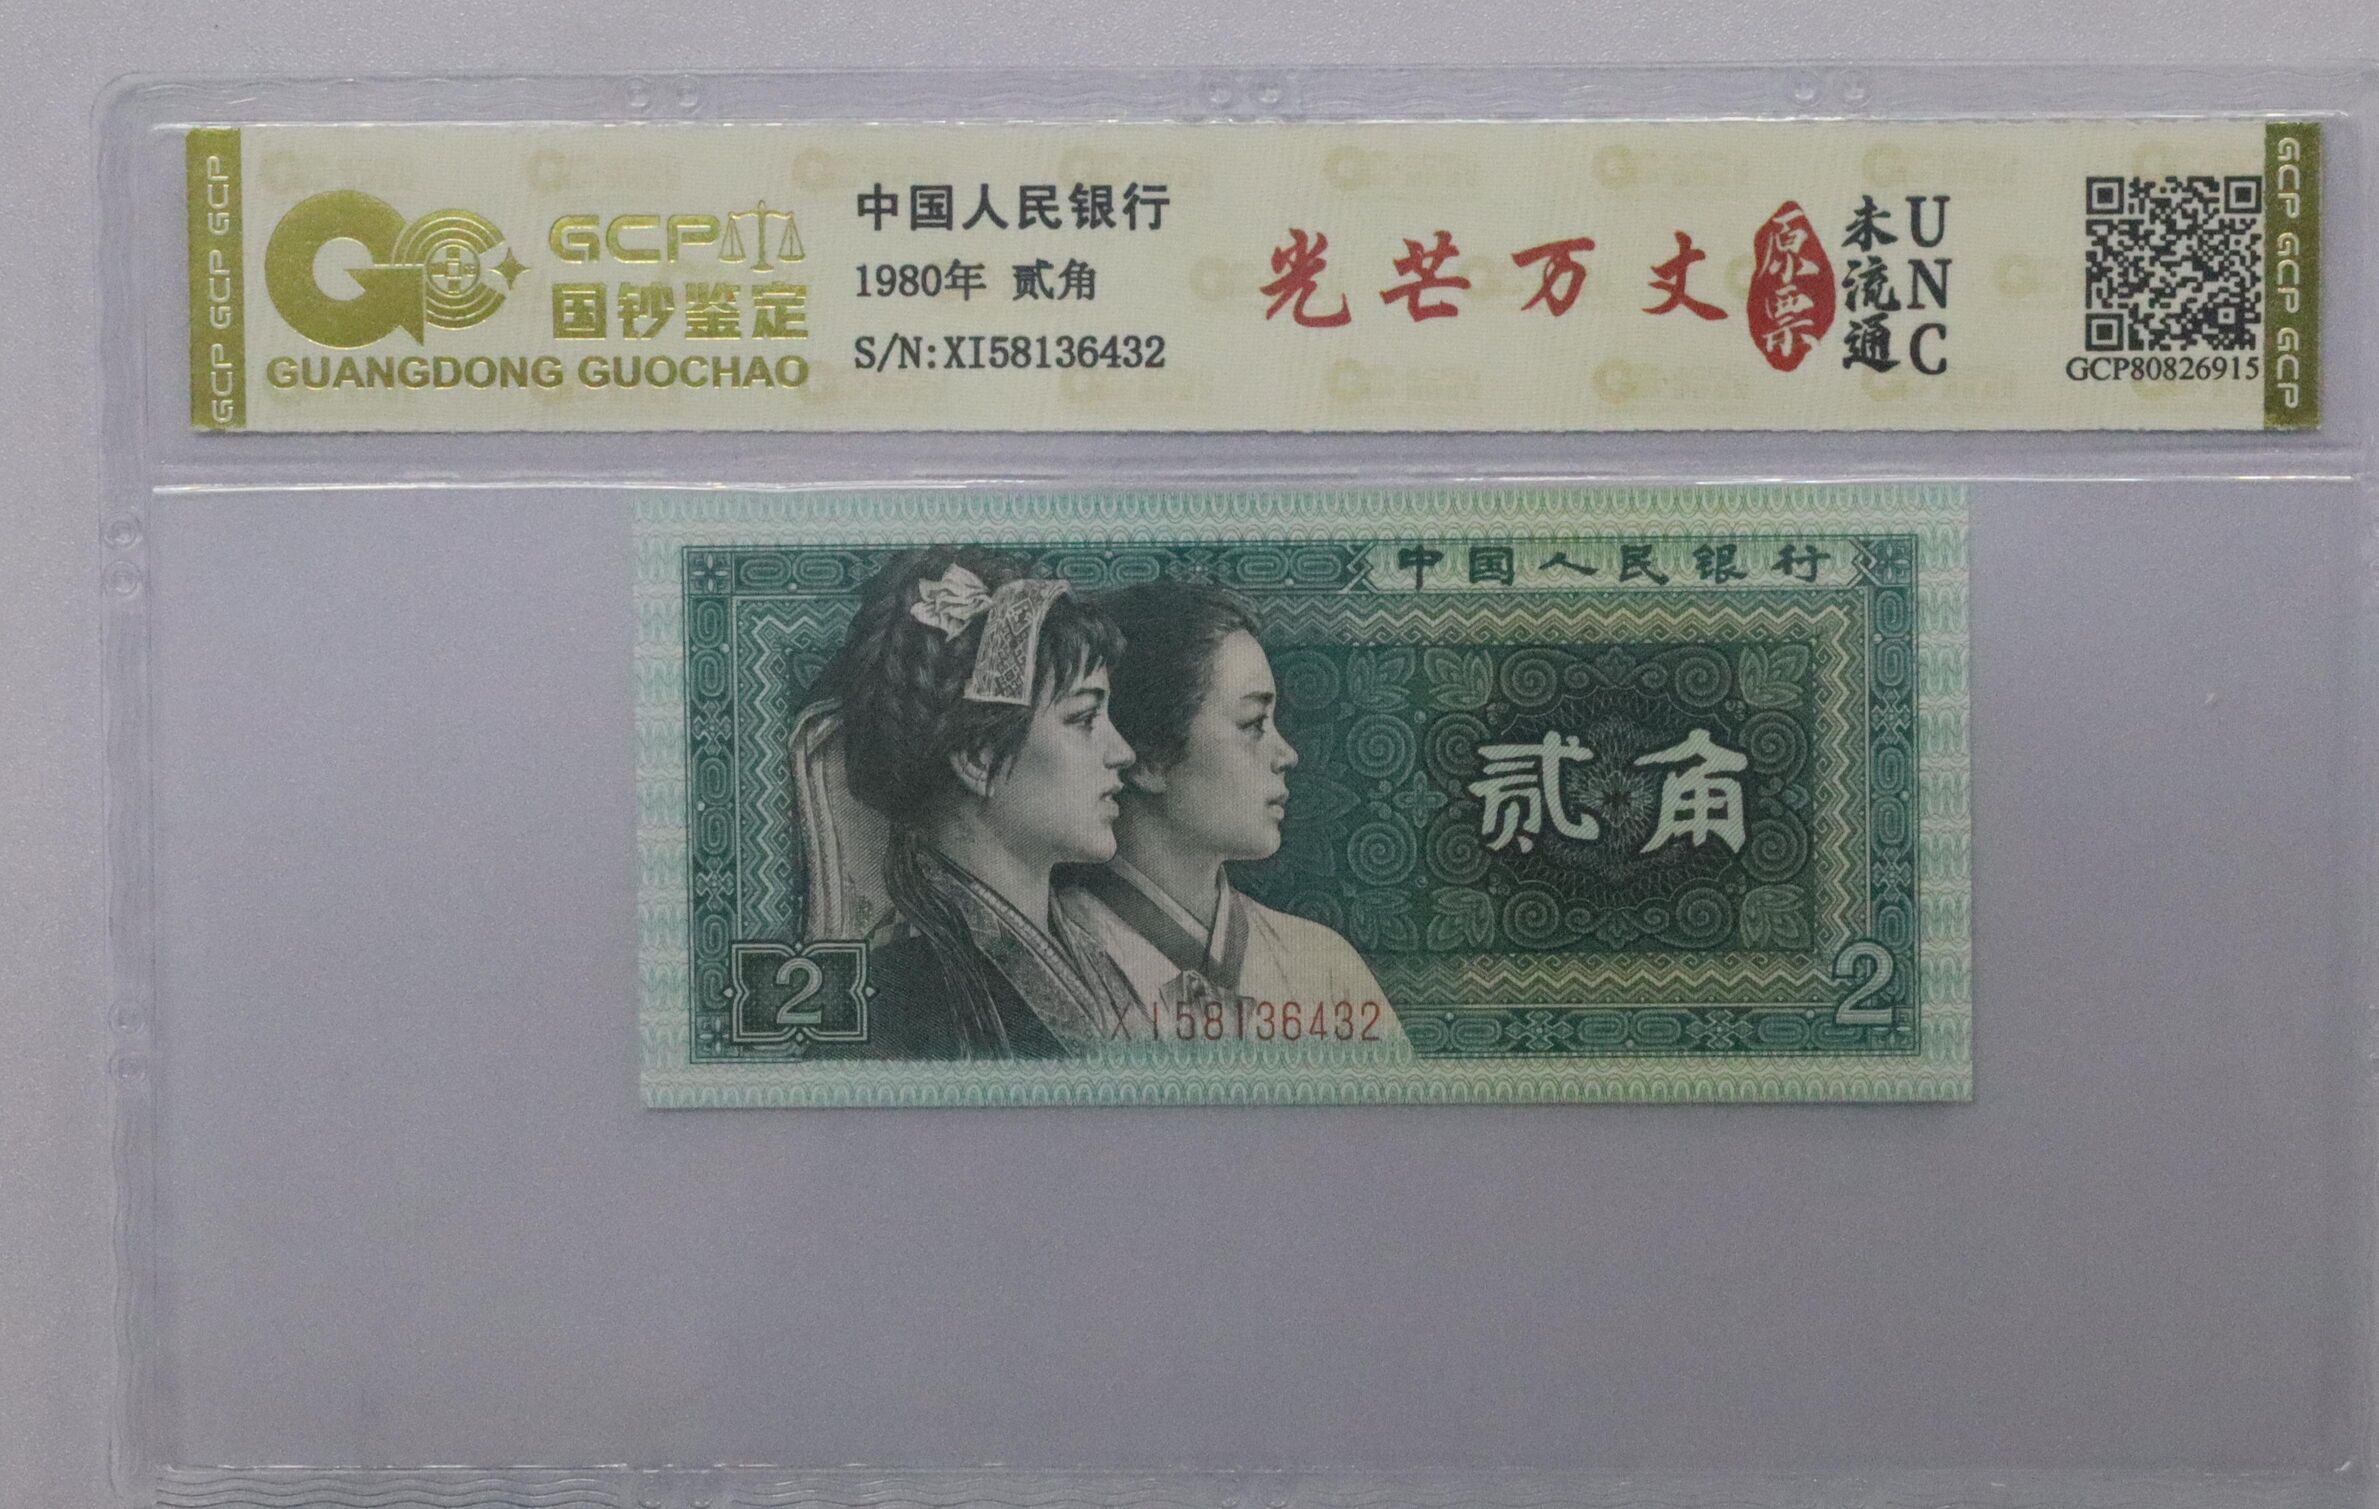 GCP GCP GCP
GCP
国钞鉴定
GUANGDONG GUOCHAO
中国人民银行
1980年 贰角
S/N:XI58136432
光芒万丈
原票
未流通
UNC
GCP80826915
GCP GCP GCP
中国人民银行
贰角
2
XI58136432
2